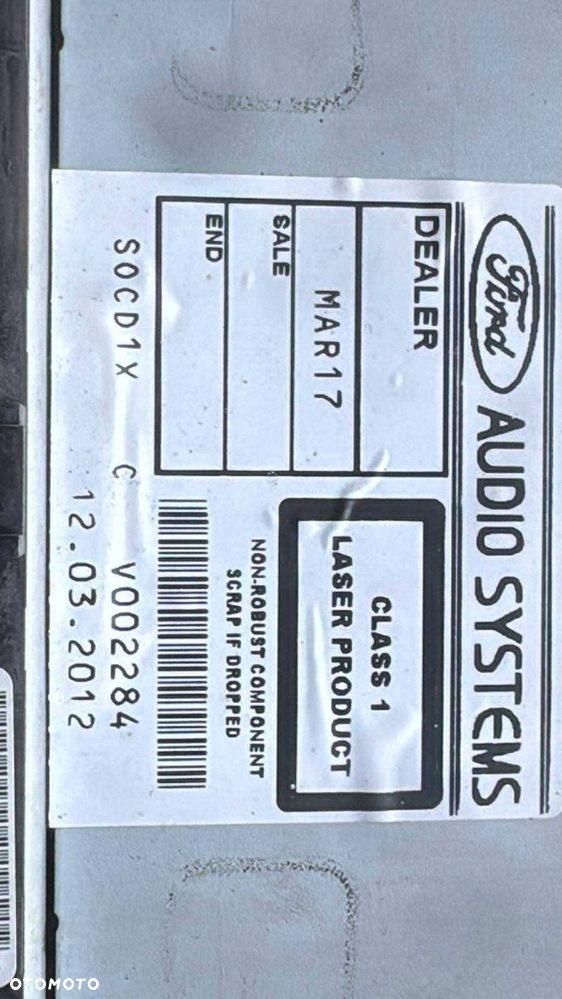 Ford AUDIO SYSTEMS
DEALER
MAR17
SALE
END
CLASS 1
LASER PRODUCT
NON-ROBUST COMPONENT
SCRAP IF DROPPED
S0CD1X C V002284
12.03.2012
OTOMOTO